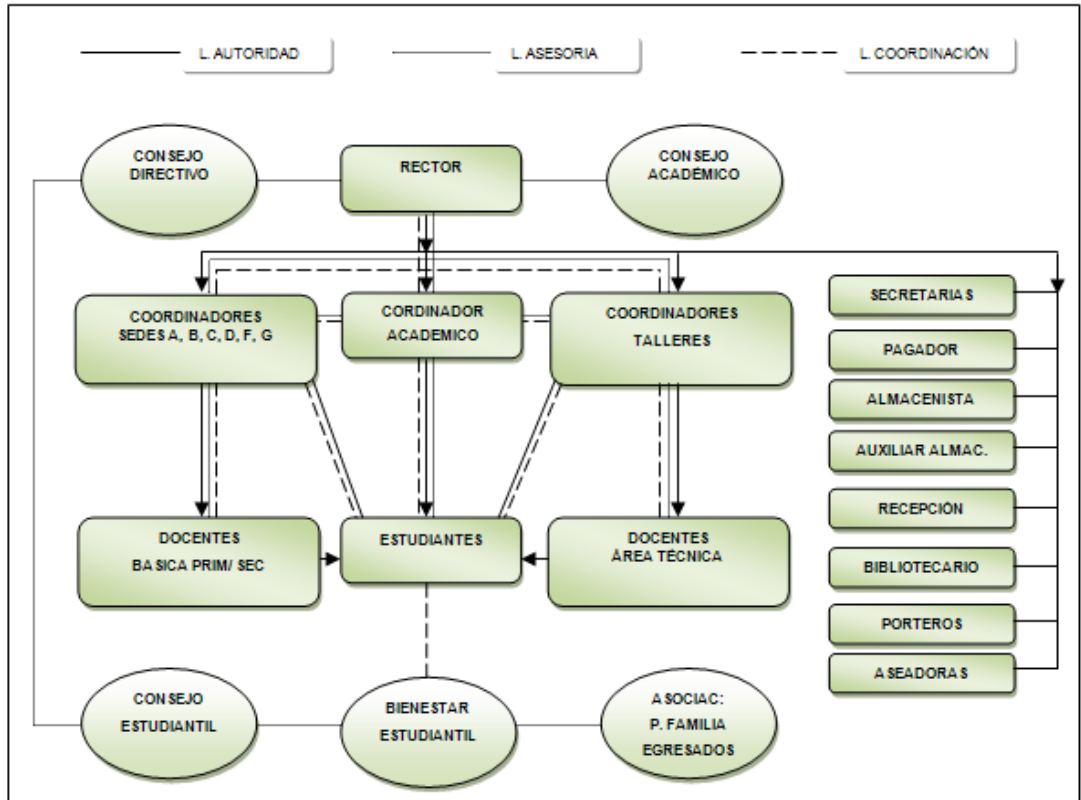 L. AUTORIDAD
L. ASESORIA
L. COORDINACIÓN
CONSEJO
DIRECTIVO
RECTOR
CONSEJO
ACADÉMICO
COORDINADORES
SEDES A, B, C, D, F, G
CORDINADOR
ACADEMICO
COORDINADORES
TALLERES
SECRETARIAS
PAGADOR
ALMACENISTA
AUXILIAR ALMAC.
RECEPCIÓN
BIBLIOTECARIO
PORTEROS
ASEADORAS
DOCENTES
BASICA PRIM/ SEC
ESTUDIANTES
DOCENTES
ÁREA TÉCNICA
CONSEJO
ESTUDIANTIL
BIENESTAR
ESTUDIANTIL
ASOCIAC:
P. FAMILIA
EGRESADOS